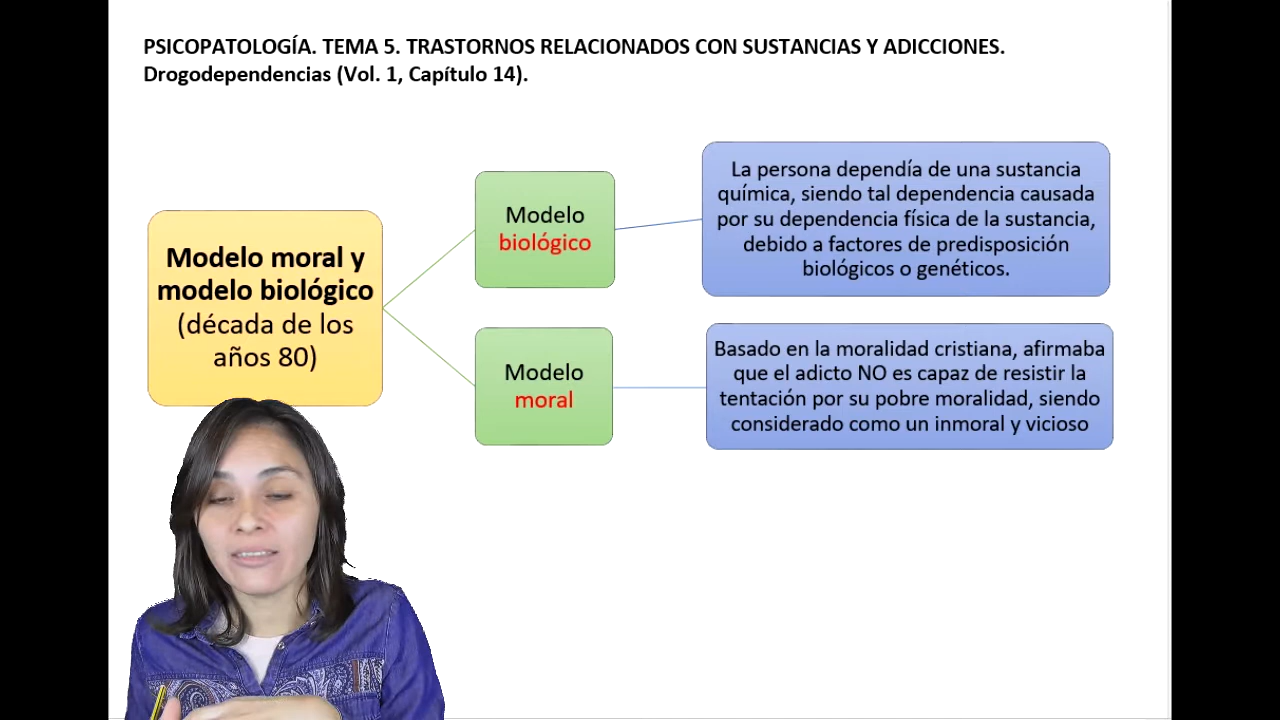 PSICOPATOLOGÍA. TEMA 5. TRASTORNOS RELACIONADOS CON SUSTANCIAS Y ADICCIONES.
Drogodependencias (Vol. 1, Capítulo 14).
Modelo moral y
modelo biológico
(década de los
años 80)
Modelo
biológico
La persona dependía de una sustancia
química, siendo tal dependencia causada
por su dependencia física de la sustancia,
debido a factores de predisposición
biológicos o genéticos.
Modelo
moral
Basado en la moralidad cristiana, afirmaba
que el adicto NO es capaz de resistir la
tentación por su pobre moralidad, siendo
considerado como un inmoral y vicioso